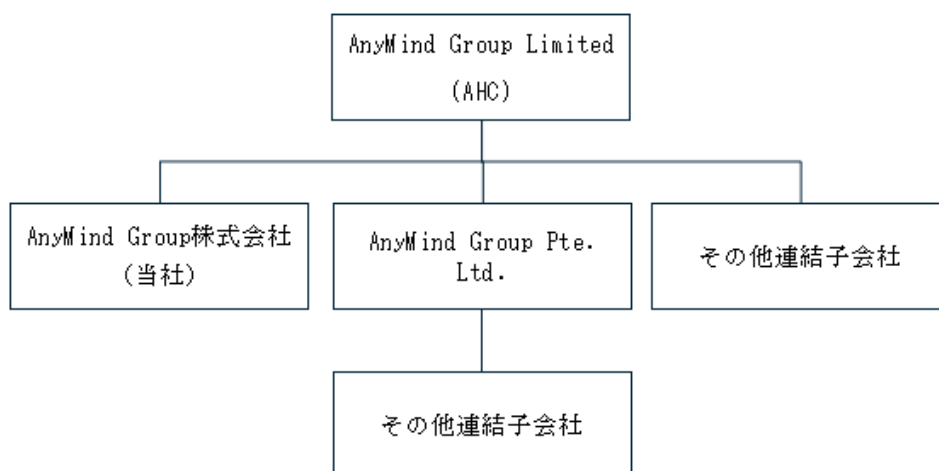 AnyMind Group Limited
(AHC)
AnyMind Group株式会社
(当社)
AnyMind Group Pte.
Ltd.
その他連結子会社
その他連結子会社